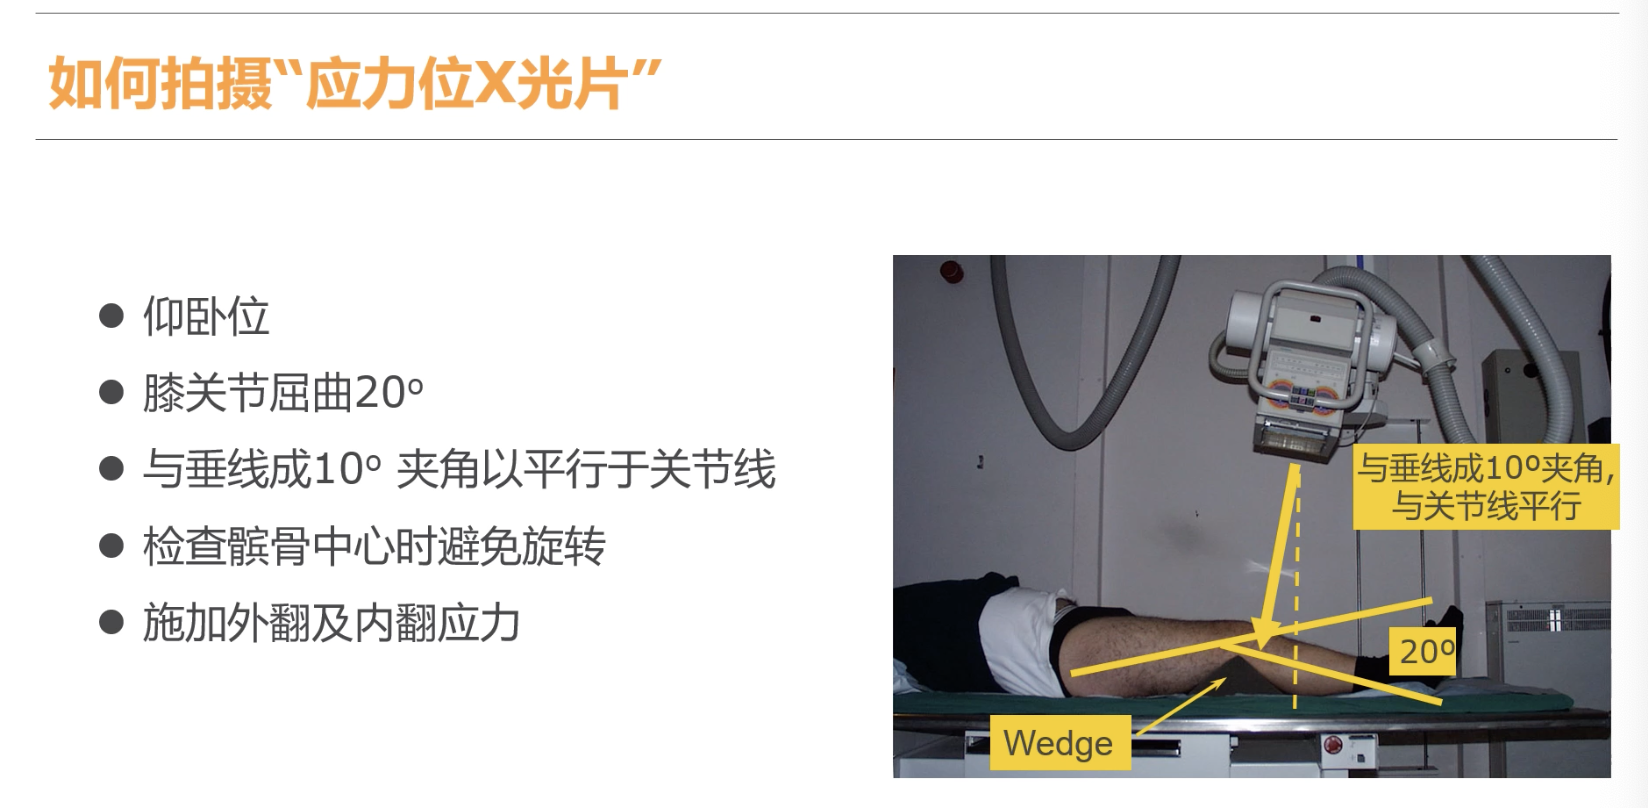 如何拍摄“应力位X光片”
● 仰卧位
● 膝关节屈曲20º
● 与垂线成10º 夹角以平行于关节线
● 检查髌骨中心时避免旋转
● 施加外翻及内翻应力
与垂线成10º夹角,
与关节线平行
20º
Wedge